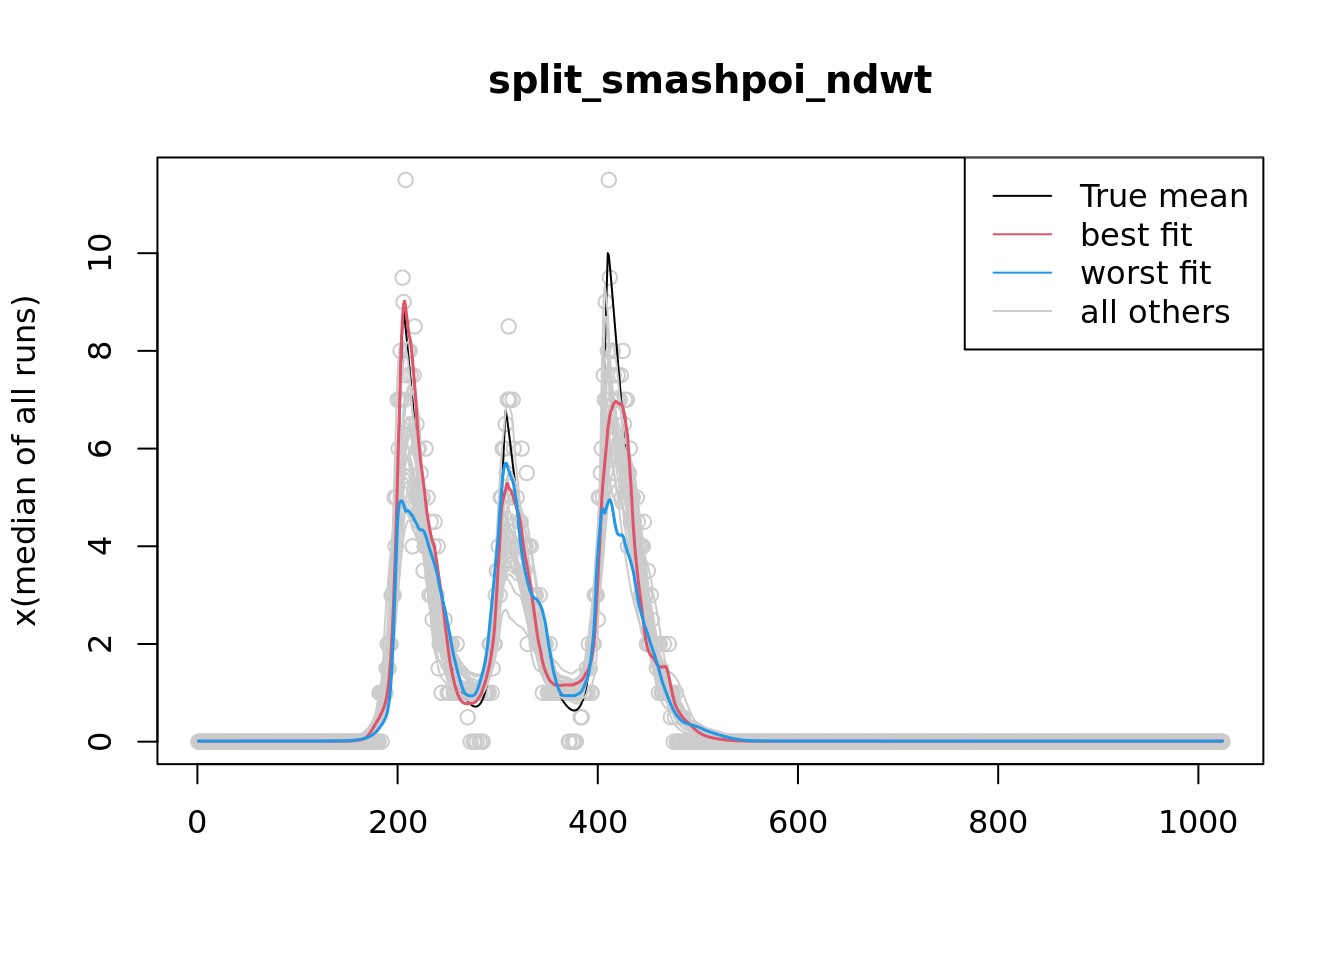 split_smashpoi_ndwt
True mean
best fit
worst fit
all others
x(median of all runs)
10
8
6
4
2
0
0 200 400 600 800 1000